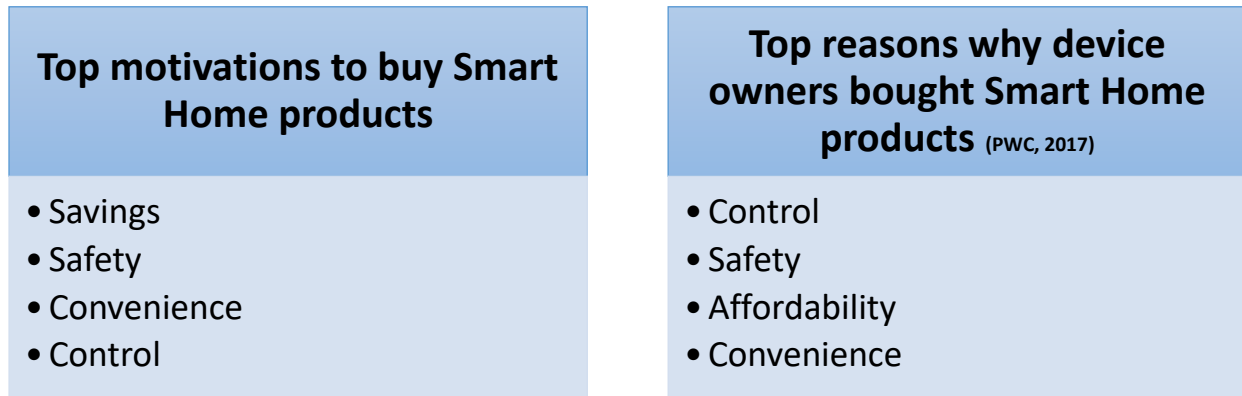 Top motivations to buy Smart
Home products
• Savings
• Safety
• Convenience
• Control
Top reasons why device
owners bought Smart Home
products (PWC, 2017)
• Control
• Safety
• Affordability
• Convenience